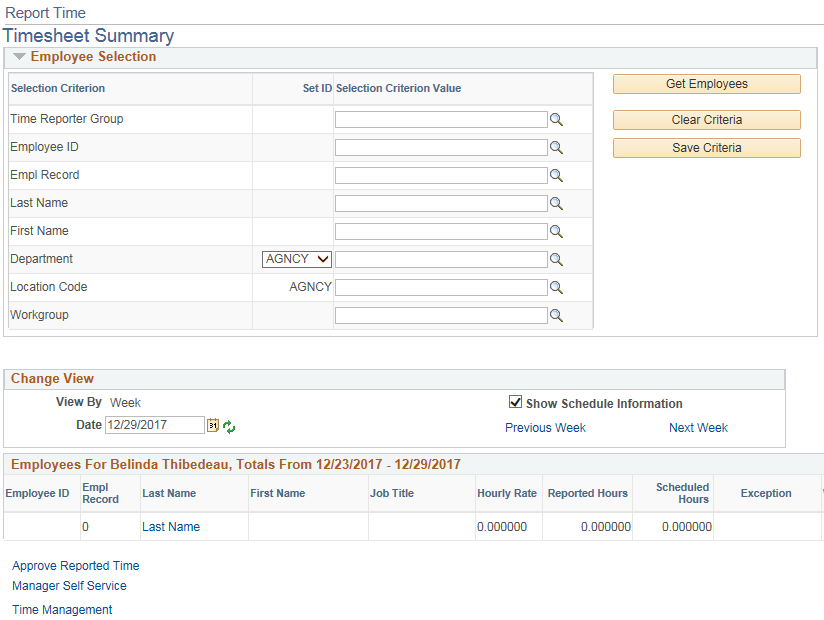 Report Time
Timesheet Summary
Employee Selection
Selection Criterion Set ID Selection Criterion Value
Get Employees
Time Reporter Group
Clear Criteria
Employee ID
Save Criteria
Empl Record
Last Name
First Name
Department AGNCY
Location Code AGNCY
Workgroup
Change View
View By Week
Show Schedule Information
Date 12/29/2017 31
Previous Week Next Week
Employees For Belinda Thibedeau, Totals From 12/23/2017 - 12/29/2017
Employee ID Empl Record Last Name First Name Job Title Hourly Rate Reported Hours Scheduled Hours Exception
0 Last Name 0.000000 0.000000 0.000000
Approve Reported Time
Manager Self Service
Time Management